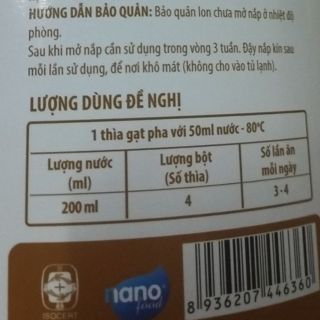 HƯỚNG DẪN BẢO QUẢN: Bảo quản lon chưa mở nắp ở nhiệt độ
phòng.
Sau khi mở nắp cần sử dụng trong vòng 3 tuần. Đậy nắp kín sau
mỗi lần sử dụng, để nơi khô mát (không cho vào tủ lạnh).
LƯỢNG DÙNG ĐỀ NGHỊ
1 thìa gạt pha với 50ml nước - 80°C
Lượng nước (ml)
Lượng bột (Số thìa)
Số lần ăn mỗi ngày
200 ml
4
3-4
ISOCERT
nano
food
8 936207 446360